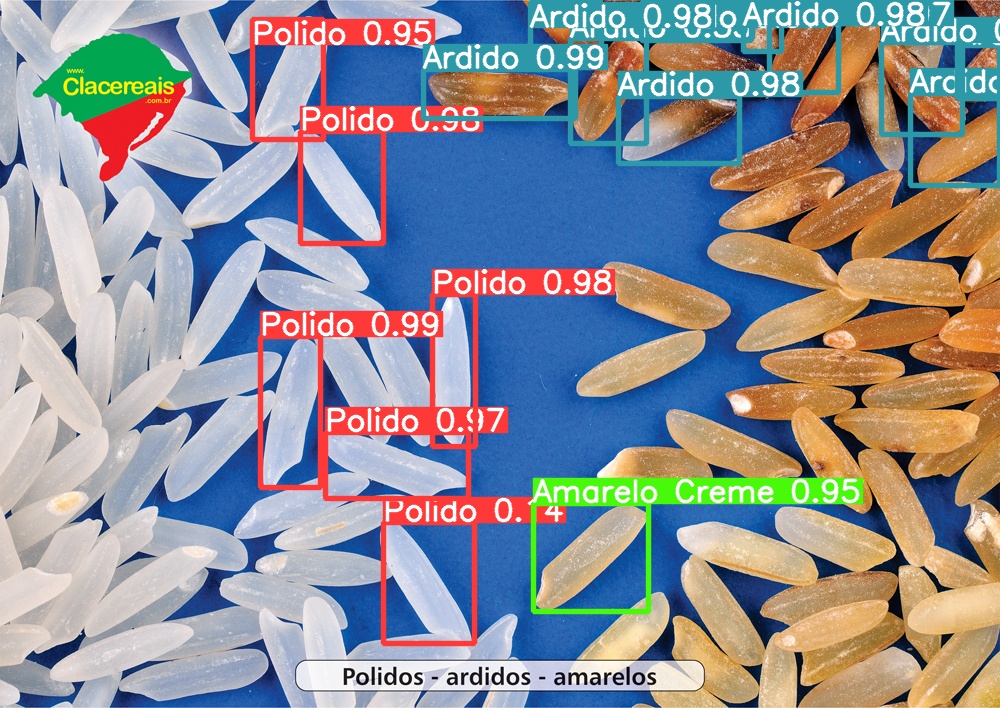 Polido 0.95
Ardido 0.98
Ardido 0.98
Ardido
Ardido 0.99
Ardido 0.98
www.
Clacereais
.com.br
Polido 0.98
Polido 0.98
Polido 0.99
Polido 0.97
Amarelo Creme 0.95
Polido
Polidos - ardidos - amarelos